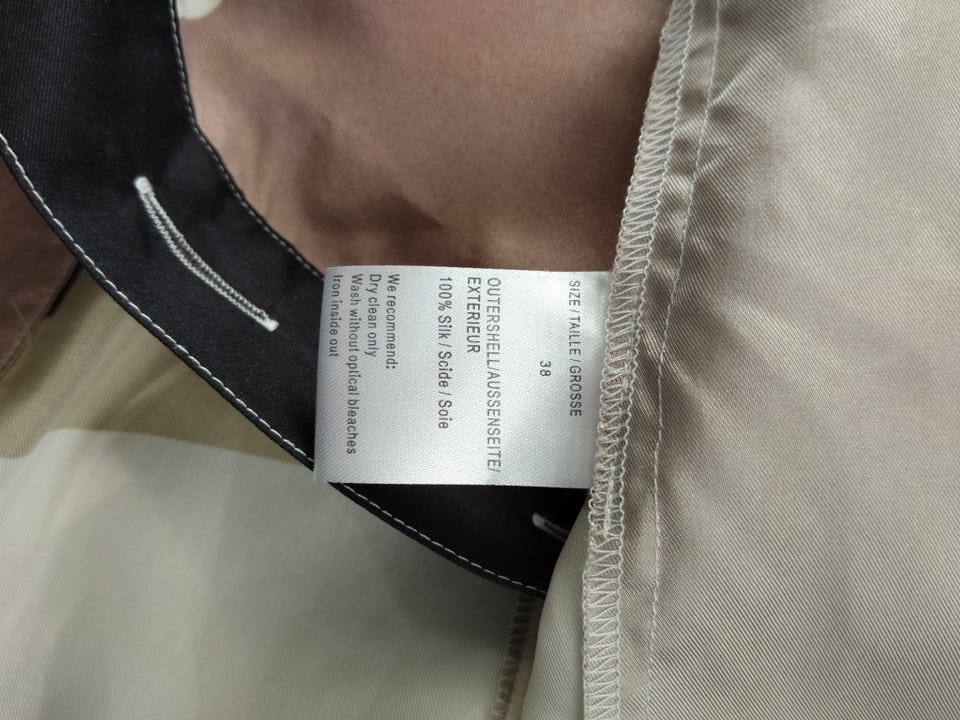 SIZE / TAILLE / GROSSE
38
OUTERSHELL/AUSSENSEITE/
EXTERIEUR
100% Silk / Scide / Soie
We recommend:
Dry clean only
Wash without optical bleaches
Iron inside out